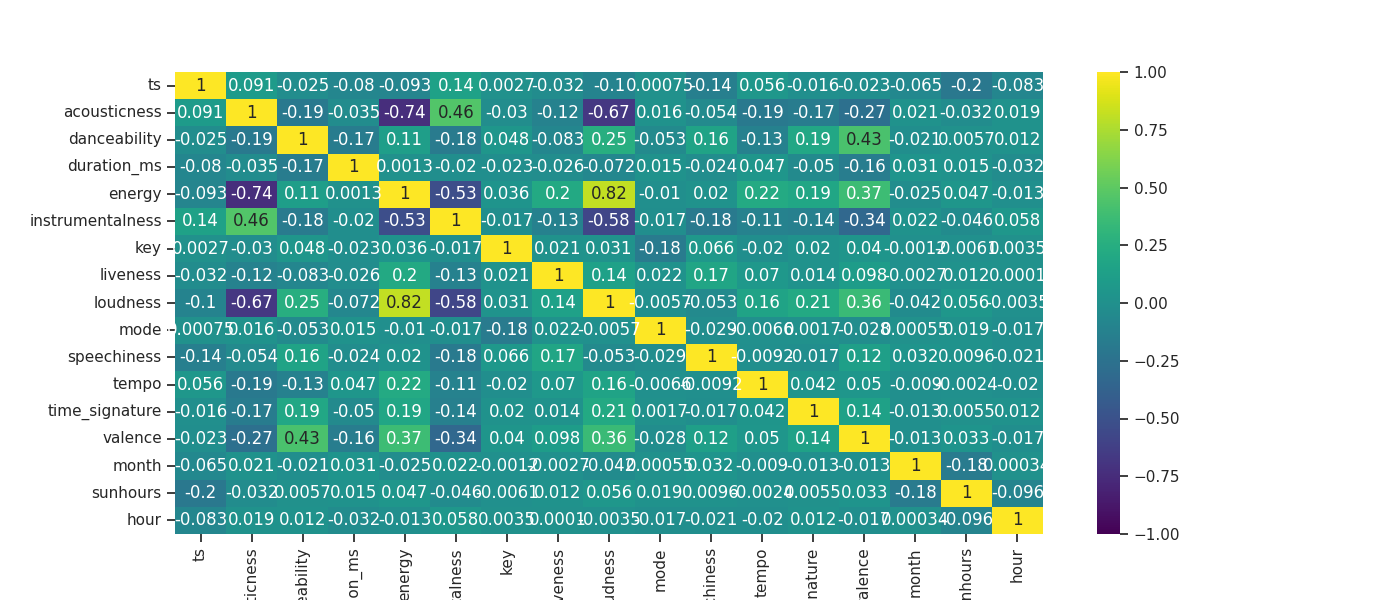 ts 1 0.091 -0.025 -0.08 -0.093 0.14 0.0027 -0.032 -0.1 0.00075 -0.14 0.056 -0.016 -0.023 -0.065 -0.2 -0.083
acousticness 0.091 1 -0.19 -0.035 -0.74 0.46 -0.03 -0.12 -0.67 0.016 -0.054 -0.19 -0.17 -0.27 0.021 -0.032 0.019
danceability -0.025 -0.19 1 -0.17 0.11 -0.18 0.048 -0.083 0.25 -0.053 0.16 -0.13 0.19 0.43 -0.021 0.0057 0.012
duration_ms -0.08 -0.035 -0.17 1 0.0013 -0.02 -0.023 -0.026 -0.072 0.015 -0.024 0.047 -0.05 -0.16 0.031 0.015 -0.032
energy -0.093 -0.74 0.11 0.0013 1 -0.53 0.036 0.2 0.82 -0.01 0.02 0.22 0.19 0.37 -0.025 0.047 -0.013
instrumentalness 0.14 0.46 -0.18 -0.02 -0.53 1 -0.017 -0.13 -0.58 -0.017 -0.18 -0.11 -0.14 -0.34 0.022 -0.046 0.058
key 0.0027 -0.03 0.048 -0.023 0.036 -0.017 1 0.021 0.031 -0.18 0.066 -0.02 0.02 0.04 -0.0012 -0.0061 0.0035
liveness -0.032 -0.12 -0.083 -0.026 0.2 -0.13 0.021 1 0.14 0.022 0.17 0.07 0.014 0.098 -0.0027 0.012
loudness -0.1 -0.67 0.25 -0.072 0.82 -0.58 0.031 0.14 1 -0.0057 -0.053 0.16 0.21 0.36 -0.042 0.056 -0.0035
mode 0.016 -0.053 0.015 -0.01 -0.017 -0.18 0.022 -0.0057 1 -0.029 -0.0066 0.0017 -0.028 0.00055 0.019 -0.017
speechiness -0.14 -0.054 0.16 -0.024 0.02 -0.18 0.066 0.17 -0.053 -0.029 1 -0.0092 -0.017 0.12 0.032 0.0096 -0.021
tempo 0.056 -0.19 -0.13 0.047 0.22 -0.11 -0.02 0.07 0.16 -0.0066 -0.0092 1 0.042 0.05 -0.009 -0.0024 -0.02
time_signature -0.016 -0.17 0.19 -0.05 0.19 -0.14 0.02 0.014 0.21 0.0017 -0.017 0.042 1 0.14 -0.013 0.0055 0.012
valence -0.023 -0.27 0.43 -0.16 0.37 -0.34 0.04 0.098 0.36 -0.028 0.12 0.05 0.14 1 -0.013 0.033 -0.017
month -0.065 0.021 -0.021 0.031 -0.025 0.022 -0.0012 -0.0027 -0.042 0.00055 0.032 -0.009 -0.013 -0.013 1 -0.18 0.00034
sunhours -0.2 -0.032 0.0057 0.015 0.047 -0.046 -0.0061 0.012 0.056 0.019 0.0096 -0.0024 0.0055 0.033 -0.18 1 -0.096
hour -0.083 0.019 0.012 -0.032 -0.013 0.058 0.0035 -0.0035 -0.017 -0.021 -0.02 0.012 -0.017 0.00034 -0.096 1
ts ticness eability on_ms energy alness key veness udness mode chiness tempo nature alence month nhours hour
1.00
0.75
0.50
0.25
0.00
−0.25
−0.50
−0.75
−1.00